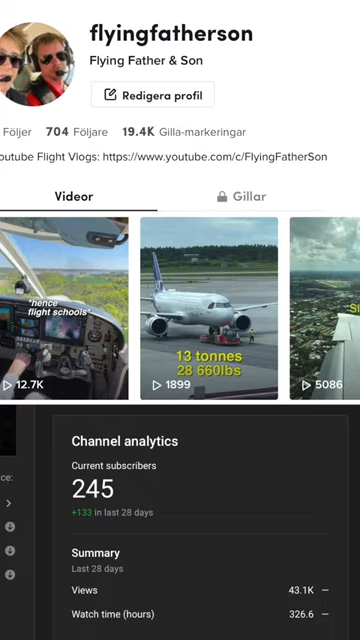 flyingfatherson
Flying Father & Son
Redigera profil
Följer 704 Följare 19.4K Gilla-markeringar
outube Flight Vlogs: https://www.youtube.com/c/FlyingFatherSon
Videor
Gillar
*hence
flight schools*
12.7K
13 tonnes
28 660lbs
1899
5086
Channel analytics
Current subscribers
245
+133 in last 28 days
ce:
Summary
Last 28 days
Views 43.1K —
Watch time (hours) 326.6 —